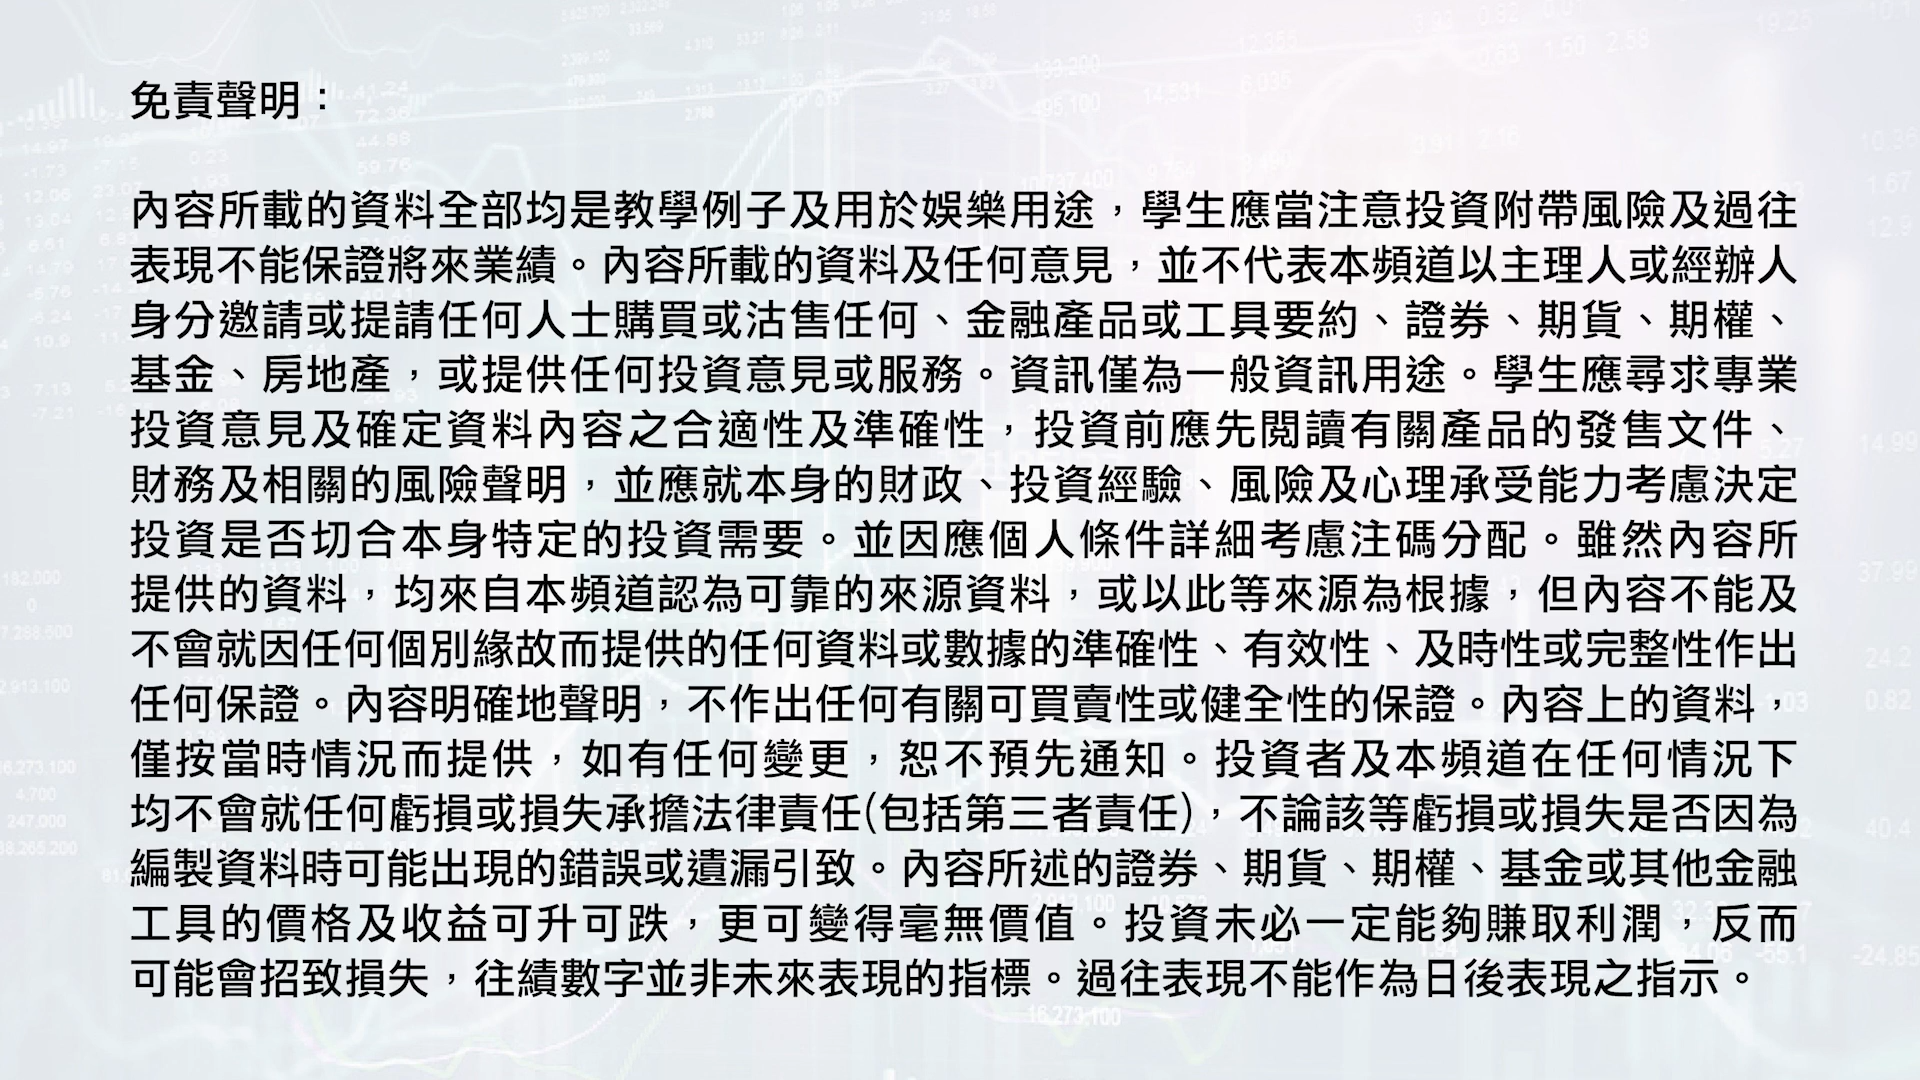 免責聲明：
內容所載的資料全部均是教學例子及用於娛樂用途，學生應當注意投資附帶風險及過往
表現不能保證將來業績。內容所載的資料及任何意見，並不代表本頻道以主理人或經辦人
身分邀請或提請任何人士購買或沽售任何、金融產品或工具要約、證券、期貨、期權、
基金、房地產，或提供任何投資意見或服務。資訊僅為一般資訊用途。學生應尋求專業
投資意見及確定資料內容之合適性及準確性，投資前應先閱讀有關產品的發售文件、
財務及相關的風險聲明，並應就本身的財政、投資經驗、風險及心理承受能力考慮決定
投資是否切合本身特定的投資需要。並因應個人條件詳細考慮注碼分配。雖然內容所
提供的資料，均來自本頻道認為可靠的來源資料，或以此等來源為根據，但內容不能及
不會就因任何個別緣故而提供的任何資料或數據的準確性、有效性、及時性或完整性作出
任何保證。內容明確地聲明，不作出任何有關可買賣性或健全性的保證。內容上的資料，
僅按當時情況而提供，如有任何變更，恕不預先通知。投資者及本頻道在任何情況下
均不會就任何虧損或損失承擔法律責任(包括第三者責任)，不論該等虧損或損失是否因為
編製資料時可能出現的錯誤或遺漏引致。內容所述的證券、期貨、期權、基金或其他金融
工具的價格及收益可升可跌，更可變得毫無價值。投資未必一定能夠賺取利潤，反而
可能會招致損失，往績數字並非未來表現的指標。過往表現不能作為日後表現之指示。